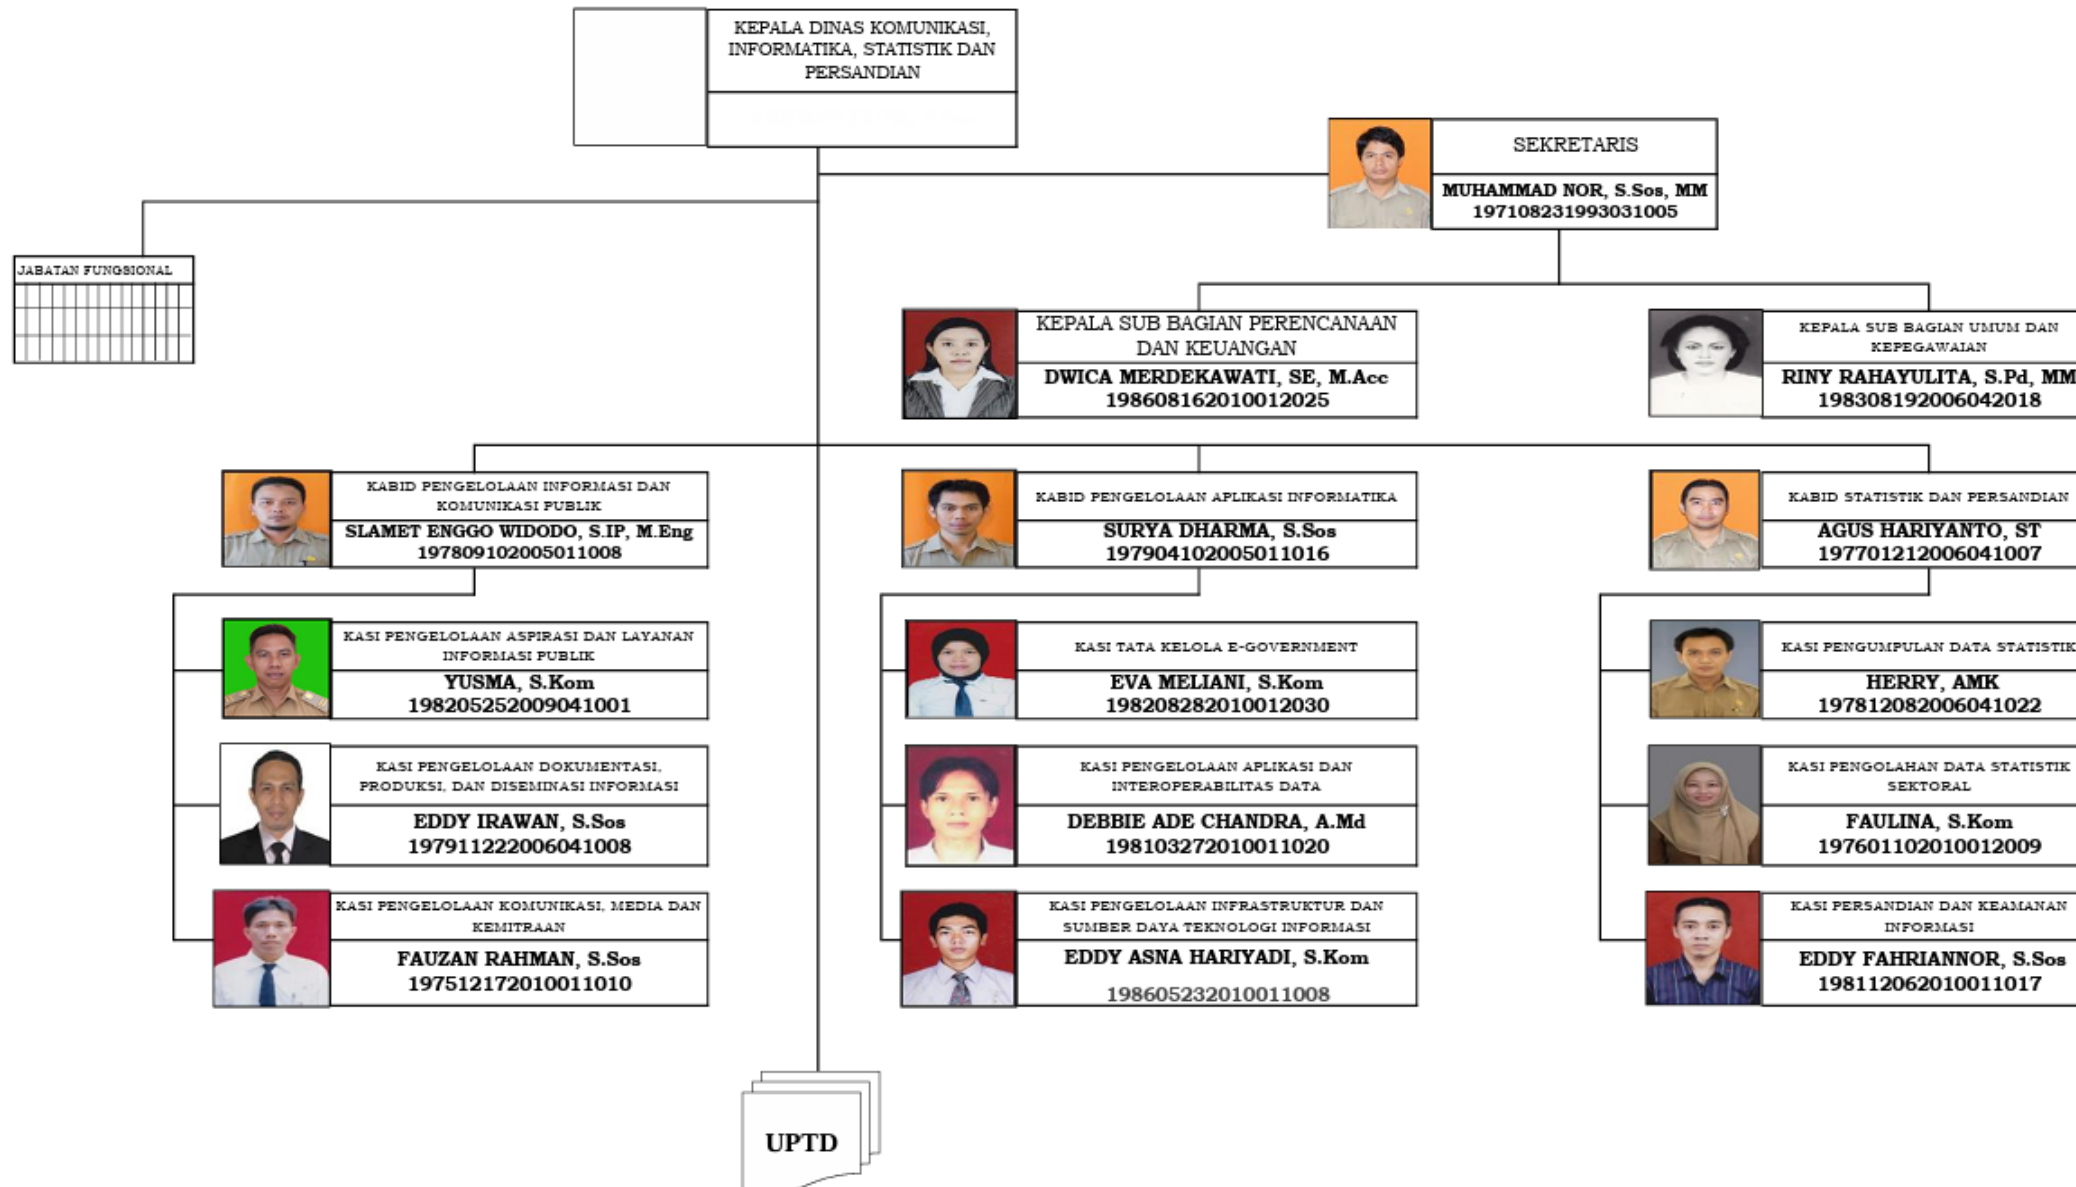 KEPALA DINAS KOMUNIKASI,
INFORMATIKA, STATISTIK DAN
PERSANDIAN
SEKRETARIS
MUHAMMAD NOR, S.Sos, MM
197108231993031005
JABATAN FUNGSIONAL
KEPALA SUB BAGIAN PERENCANAAN
DAN KEUANGAN
DWICA MERDEKAWATI, SE, M.Acc
198608162010012025
KEPALA SUB BAGIAN UMUM DAN
KEPEGAWAIAN
RINY RAHAYULITA, S.Pd, MM
198308192006042018
KABID PENGELOLAAN INFORMASI DAN
KOMUNIKASI PUBLIK
SLAMET ENGGO WIDODO, S.IP, M.Eng
197809102005011008
KABID PENGELOLAAN APLIKASI INFORMATIKA
SURYA DHARMA, S.Sos
197904102005011016
KABID STATISTIK DAN PERSANDIAN
AGUS HARIYANTO, ST
197701212006041007
KASI PENGELOLAAN ASPIRASI DAN LAYANAN
INFORMASI PUBLIK
YUSMA, S.Kom
198205252009041001
KASI TATA KELOLA E-GOVERNMENT
EVA MELIANI, S.Kom
198208282010012030
KASI PENGUMPULAN DATA STATISTIK
HERRY, AMK
197812082006041022
KASI PENGELOLAAN DOKUMENTASI,
PRODUKSI, DAN DISEMINASI INFORMASI
EDDY IRAWAN, S.Sos
197911222006041008
KASI PENGELOLAAN APLIKASI DAN
INTEROPERABILITAS DATA
DEBBIE ADE CHANDRA, A.Md
198103272010011020
KASI PENGOLAHAN DATA STATISTIK
SEKTORAL
FAULINA, S.Kom
197601102010012009
KASI PENGELOLAAN KOMUNIKASI, MEDIA DAN
KEMITRAAN
FAUZAN RAHMAN, S.Sos
197512172010011010
KASI PENGELOLAAN INFRASTRUKTUR DAN
SUMBER DAYA TEKNOLOGI INFORMASI
EDDY ASNA HARIYADI, S.Kom
198605232010011008
KASI PERSANDIAN DAN KEAMANAN
INFORMASI
EDDY FAHRIANNOR, S.Sos
198112062010011017
UPTD